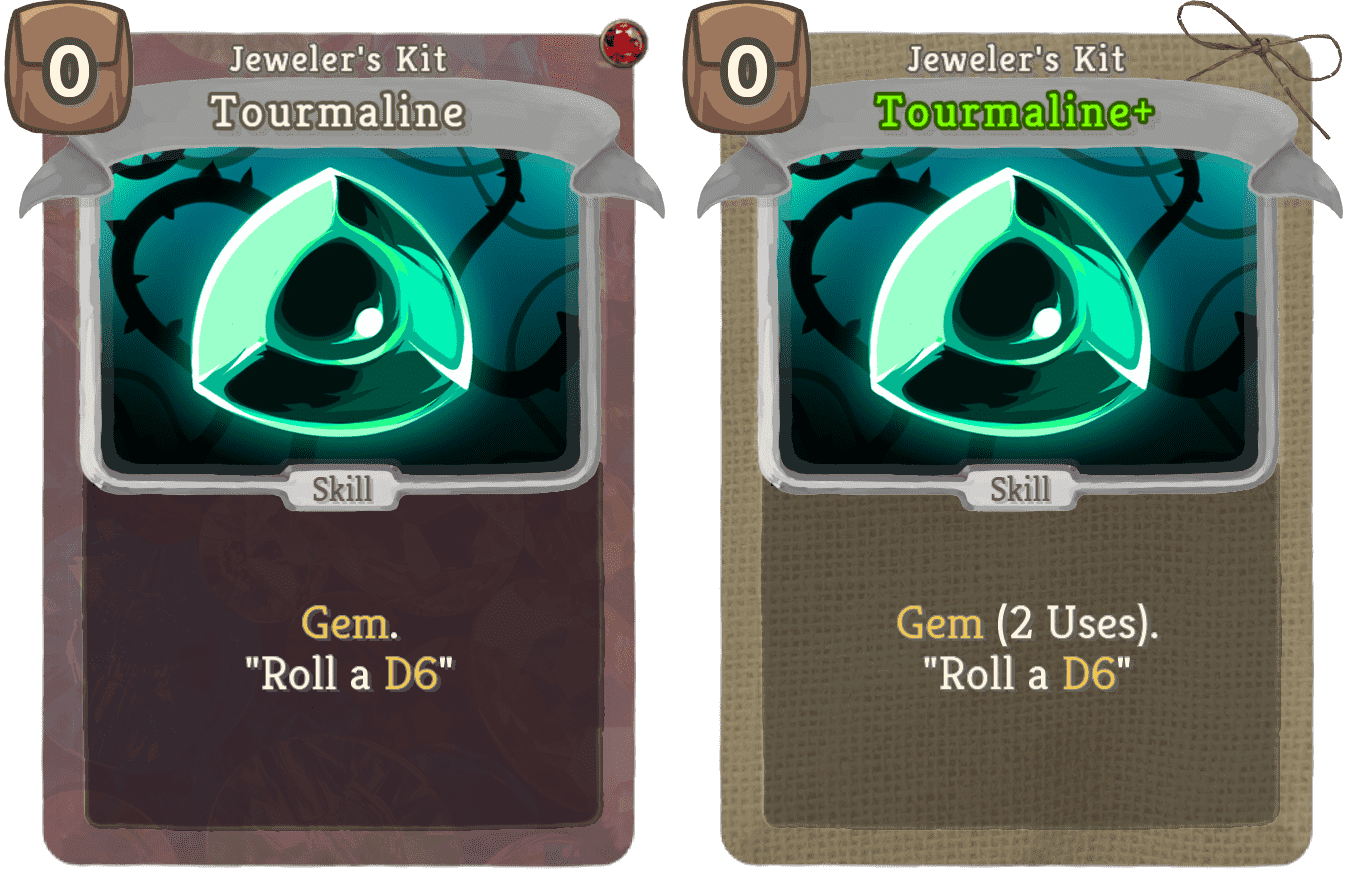 0
Jeweler's Kit
Tourmaline
Skill
Gem.
"Roll a D6"
0
Jeweler's Kit
Tourmaline+
Skill
Gem (2 Uses).
"Roll a D6"